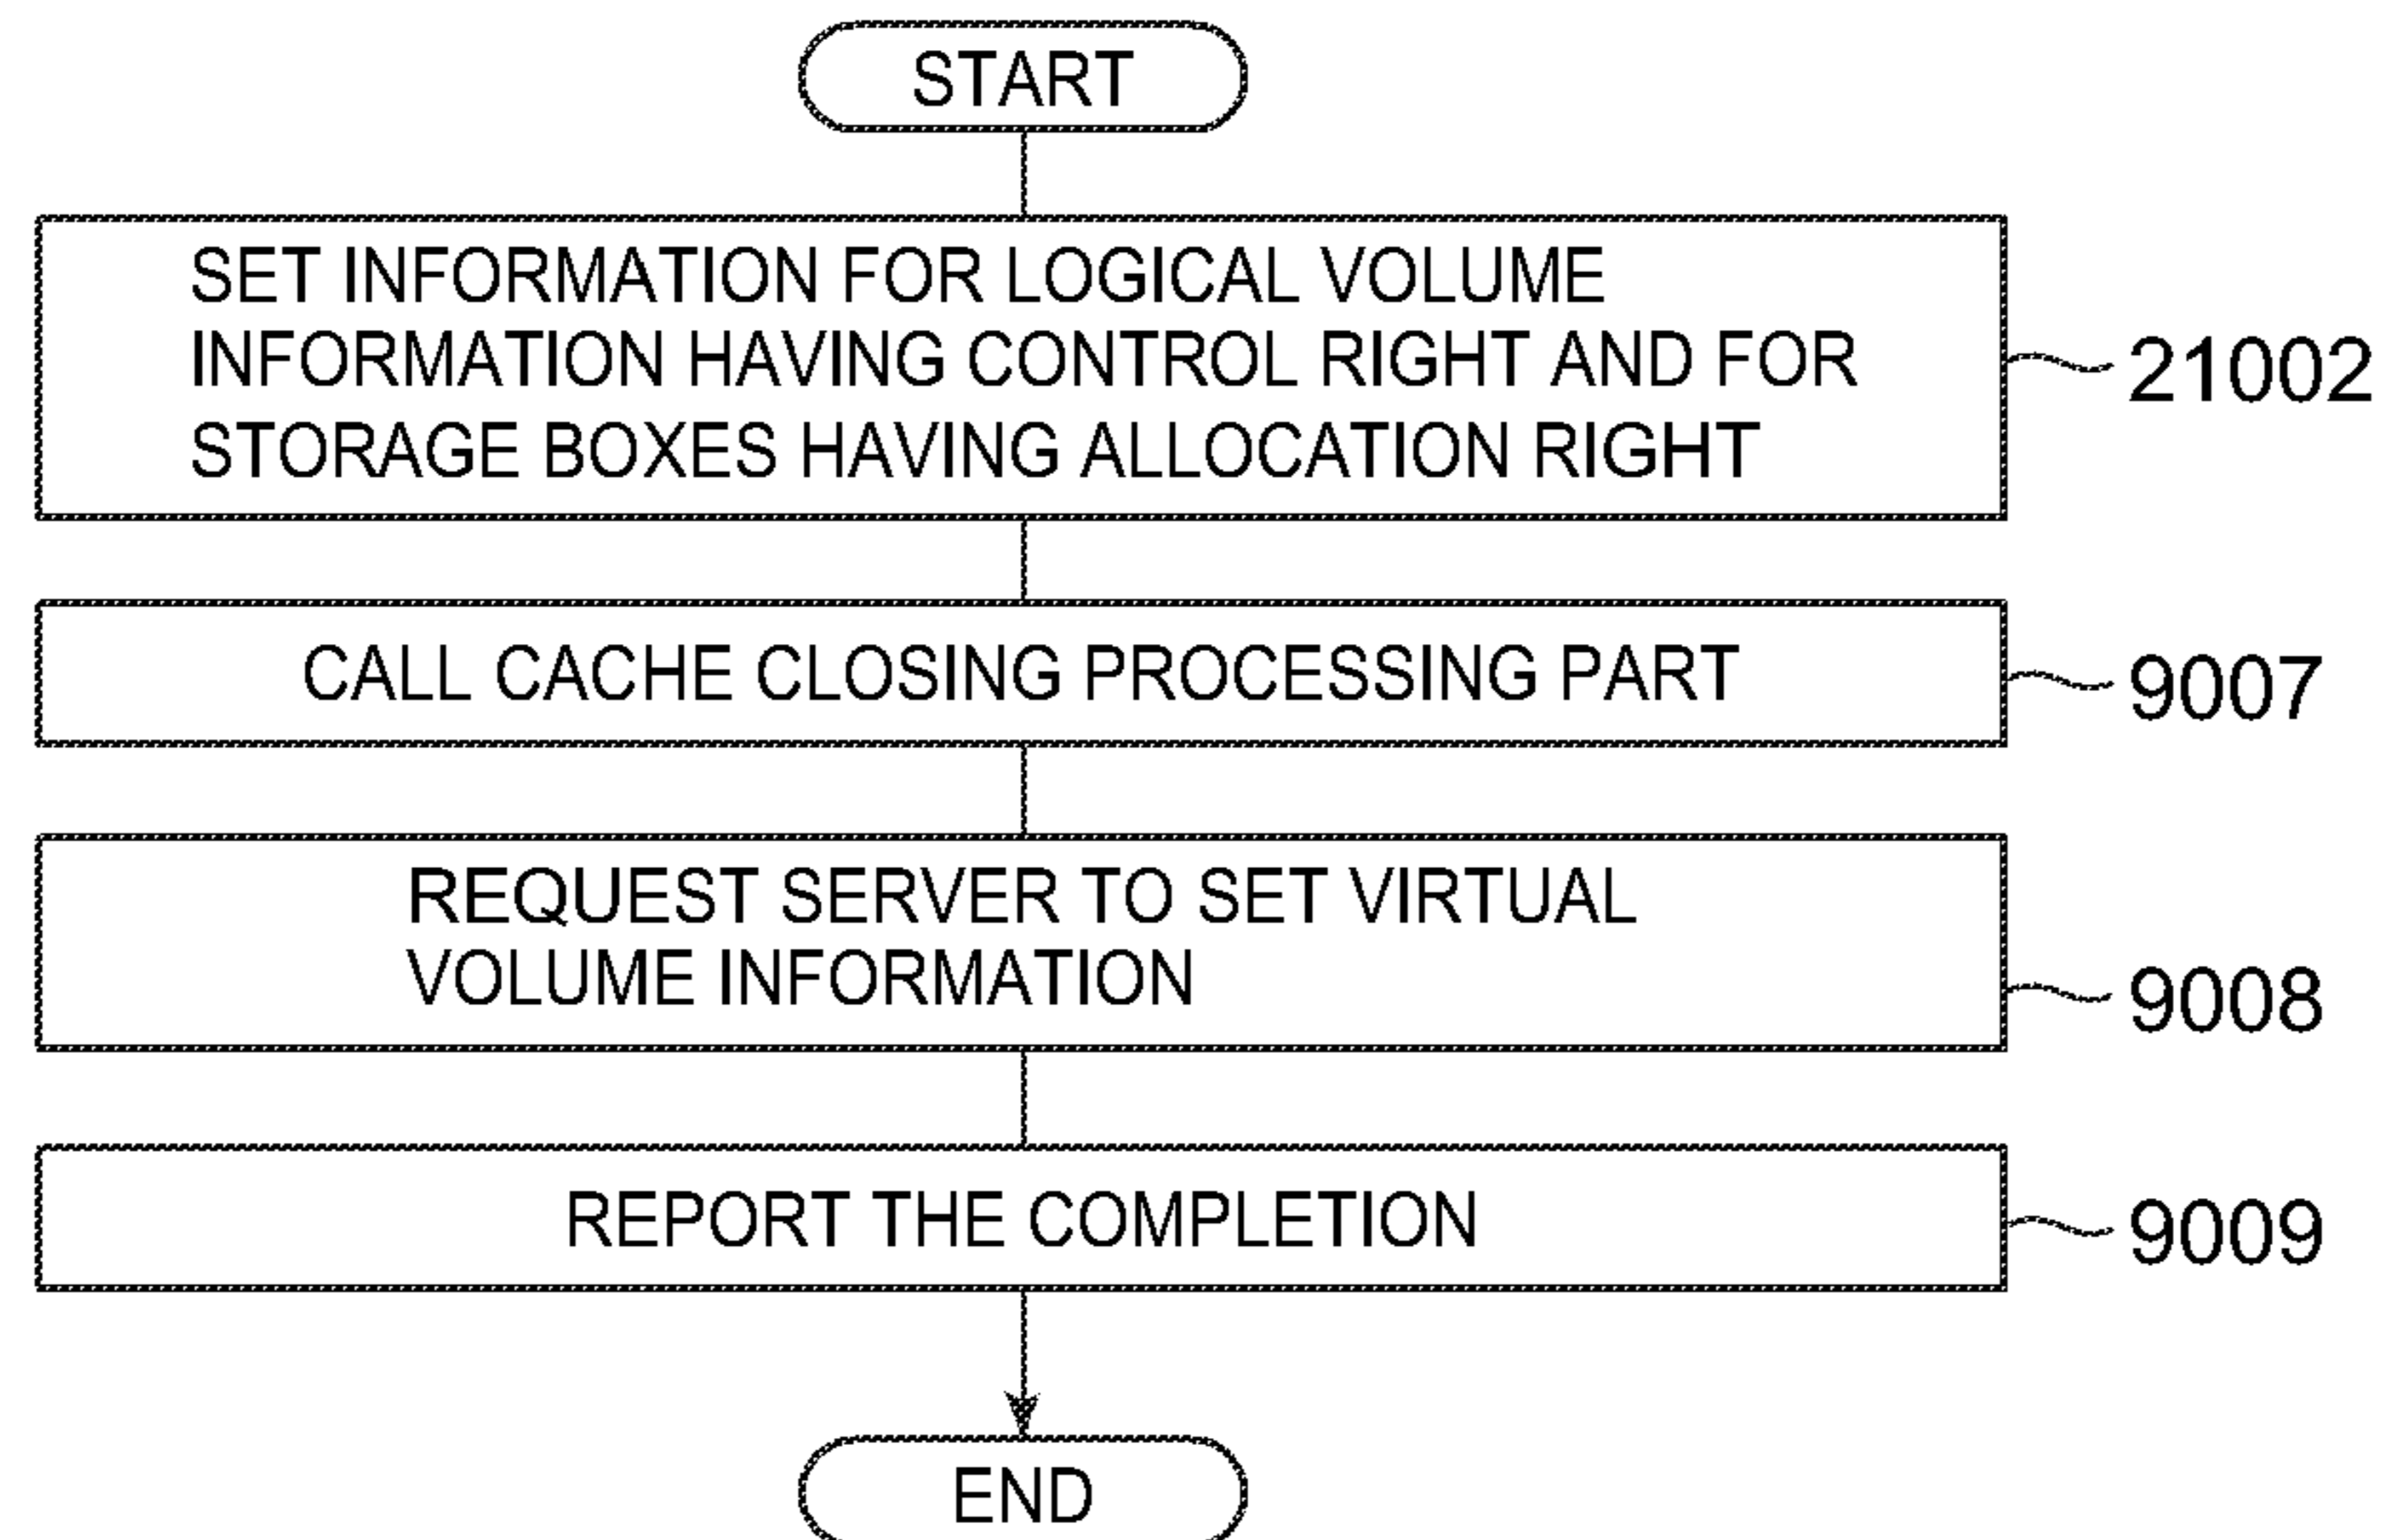 START
SET INFORMATION FOR LOGICAL VOLUME
INFORMATION HAVING CONTROL RIGHT AND FOR
STORAGE BOXES HAVING ALLOCATION RIGHT
21002
CALL CACHE CLOSING PROCESSING PART
9007
REQUEST SERVER TO SET VIRTUAL
VOLUME INFORMATION
9008
REPORT THE COMPLETION
9009
END